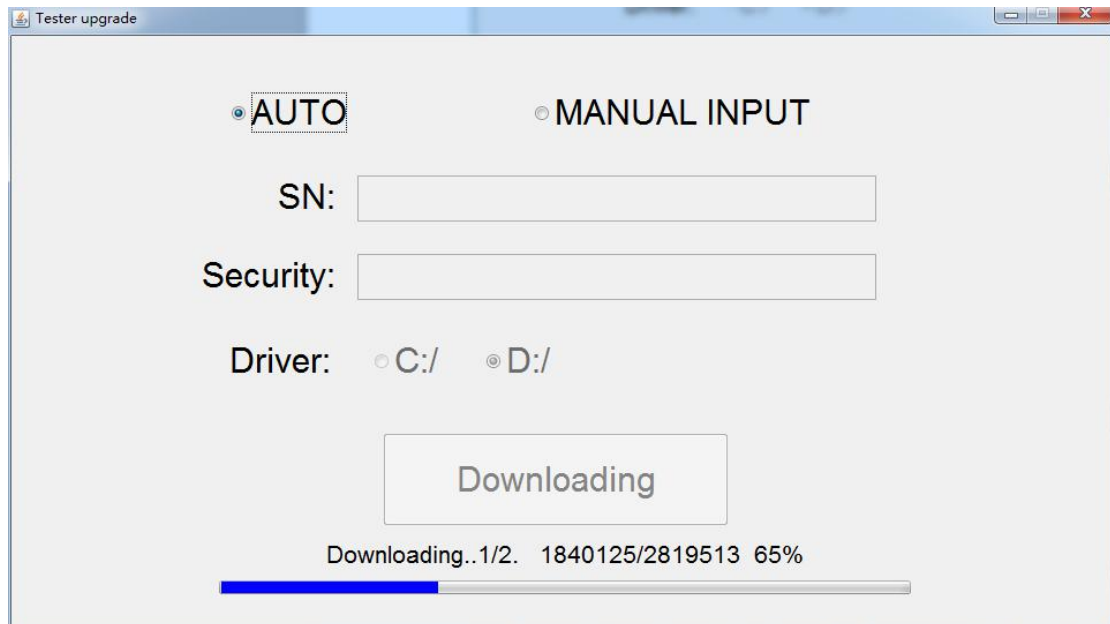 Tester upgrade
AUTO MANUAL INPUT
SN:
Security:
Driver: C:/ D:/
Downloading
Downloading..1/2. 1840125/2819513 65%